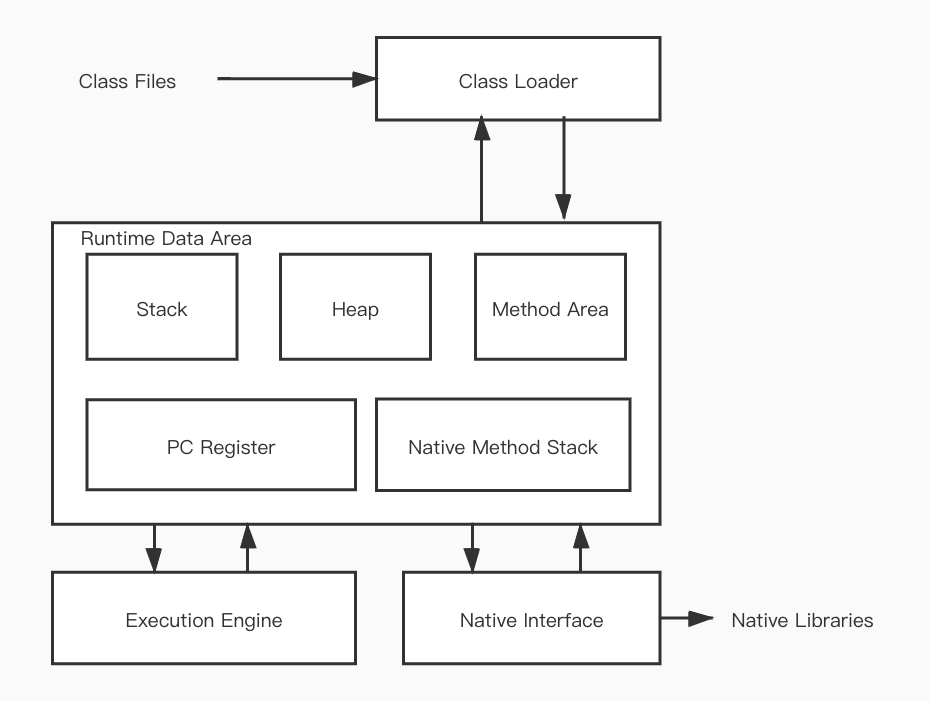 Class Files
Class Loader
Runtime Data Area
Stack
Heap
Method Area
PC Register
Native Method Stack
Execution Engine
Native Interface
Native Libraries